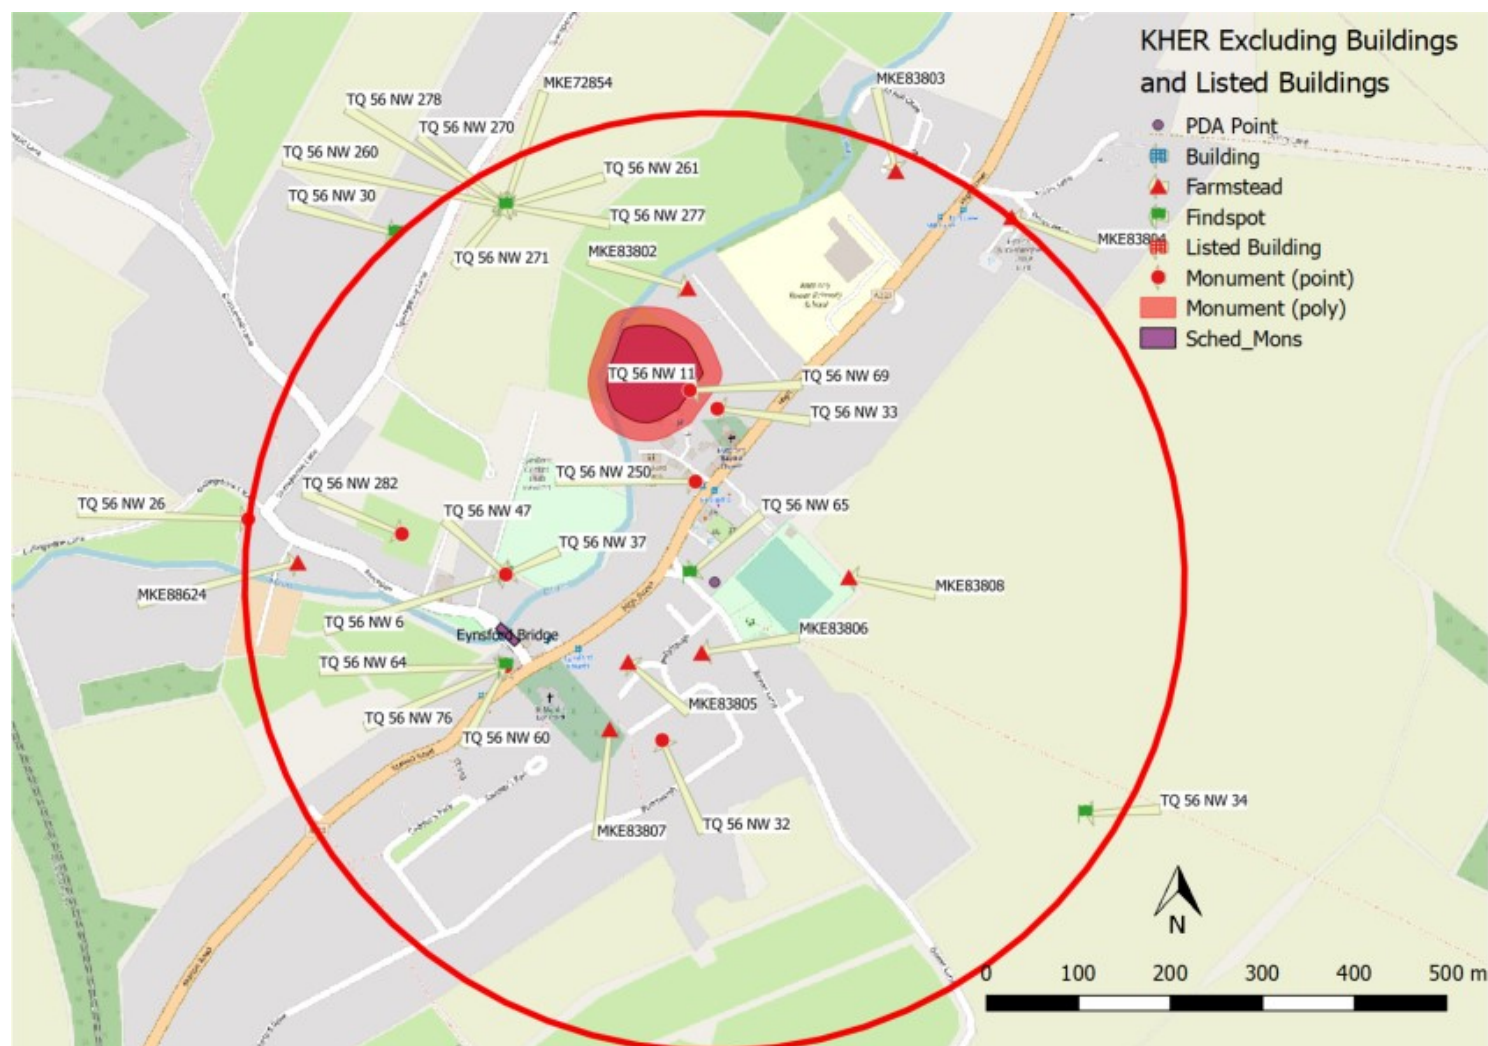 KHER Excluding Buildings
and Listed Buildings
PDA Point
Building
Farmstead
Findspot
Listed Building
Monument (point)
Monument (poly)
Sched_Mons
MKE72854
MKE83803
TQ 56 NW 278
TQ 56 NW 270
TQ 56 NW 260
TQ 56 NW 261
TQ 56 NW 30
TQ 56 NW 277
MKE83804
TQ 56 NW 271
MKE83802
TQ 56 NW 11
TQ 56 NW 69
TQ 56 NW 33
TQ 56 NW 250
TQ 56 NW 282
TQ 56 NW 26
TQ 56 NW 47
TQ 56 NW 65
TQ 56 NW 37
MKE88624
MKE83808
TQ 56 NW 6
Eynsford Bridge
MKE83806
High Street
TQ 56 NW 64
MKE83805
TQ 56 NW 76
TQ 56 NW 60
TQ 56 NW 34
MKE83807
TQ 56 NW 32
N
0 100 200 300 400 500 m